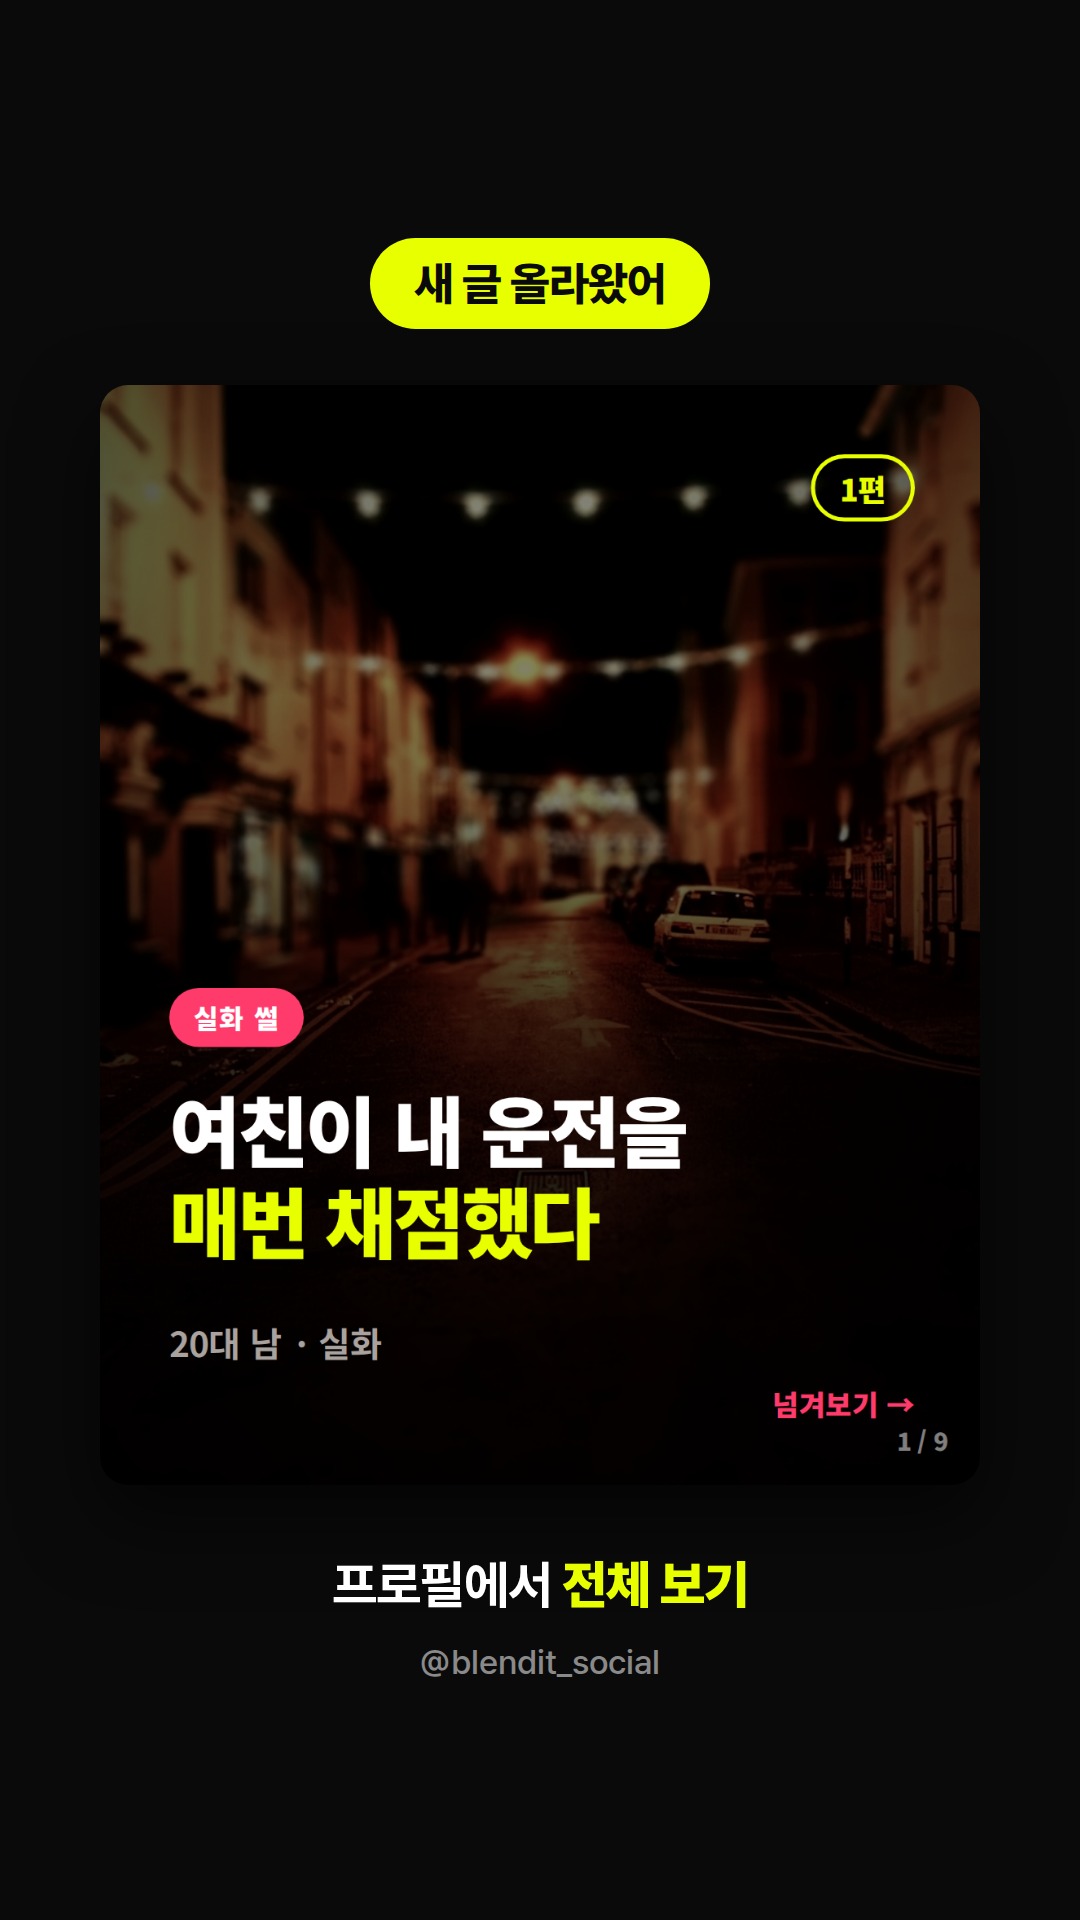 새 글 올라왔어
1편
실화 썰
여친이 내 운전을
매번 채점했다
20대 남 · 실화
넘겨보기 →
1 / 9
프로필에서 전체 보기
@blendit_social